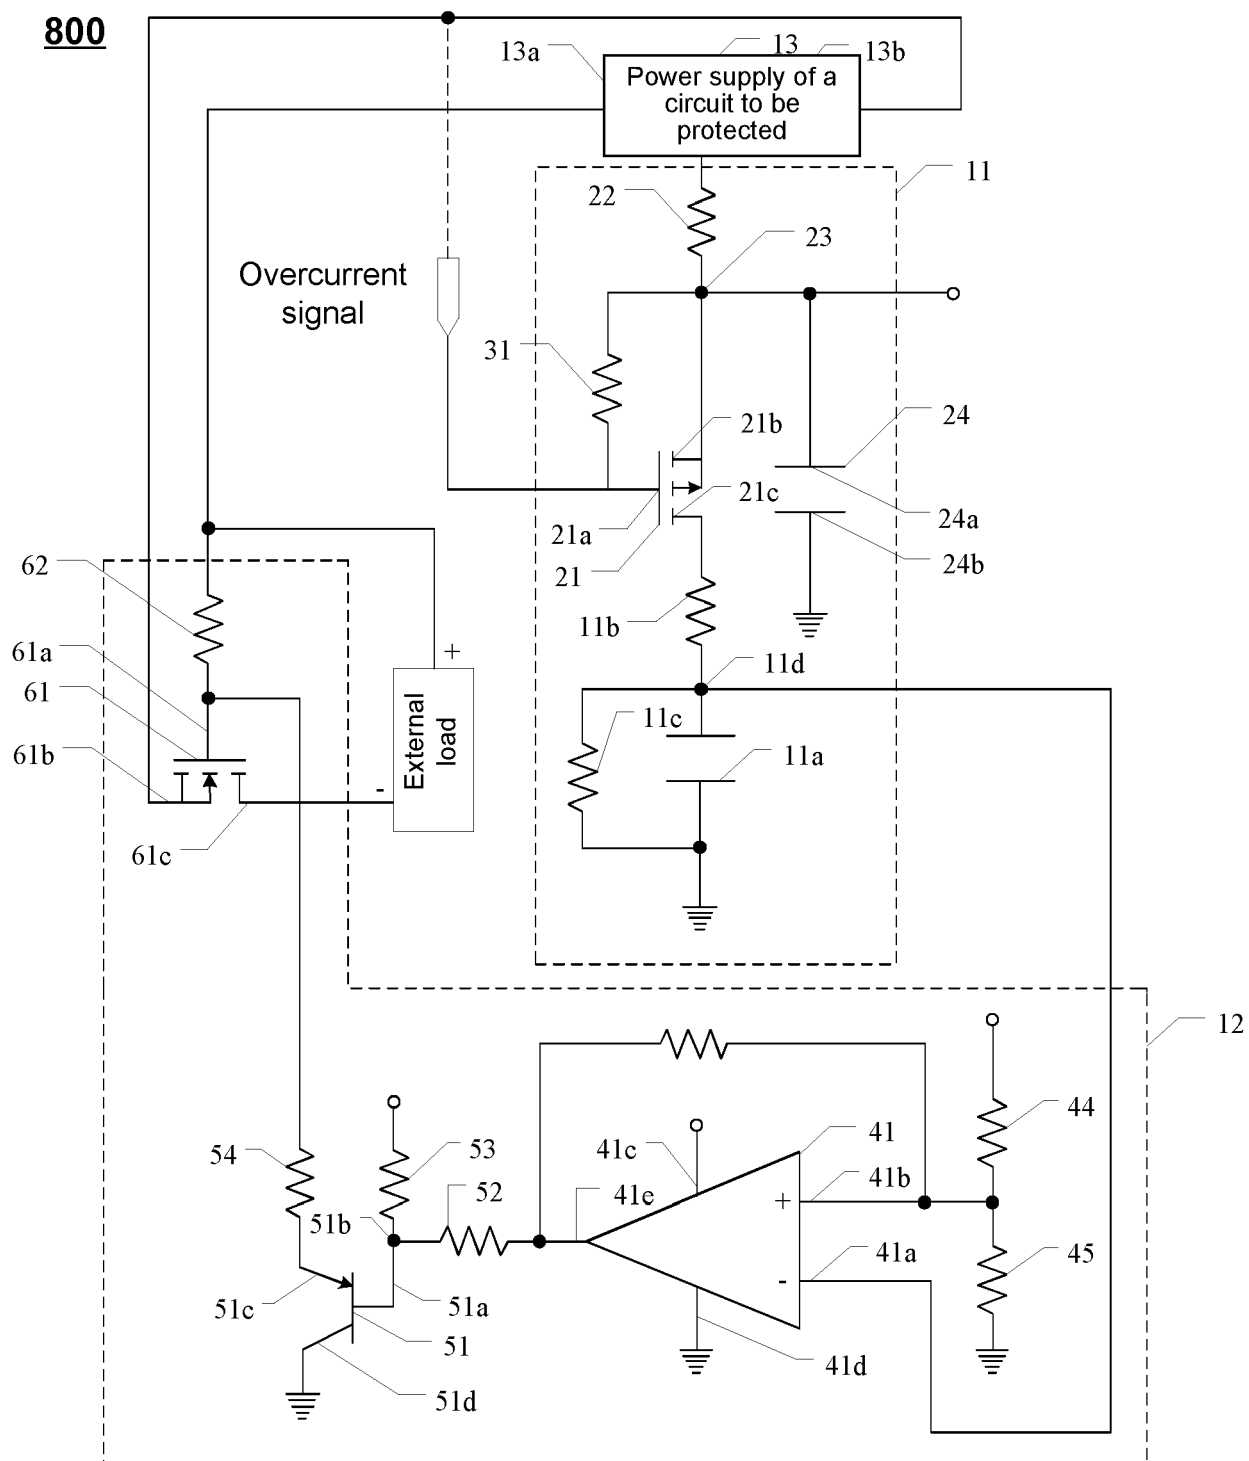 800
13a
13
13b
Power supply of a
circuit to be
protected
11
22
23
Overcurrent
signal
31
21b
24
21c
24a
21a
21
24b
62
11b
61a
11d
+
61
External
load
11c
61b
11a
-
61c
12
44
54
53
41c
41
52
41e
41b
+
51b
41a
45
-
51c
51a
51
41d
51d